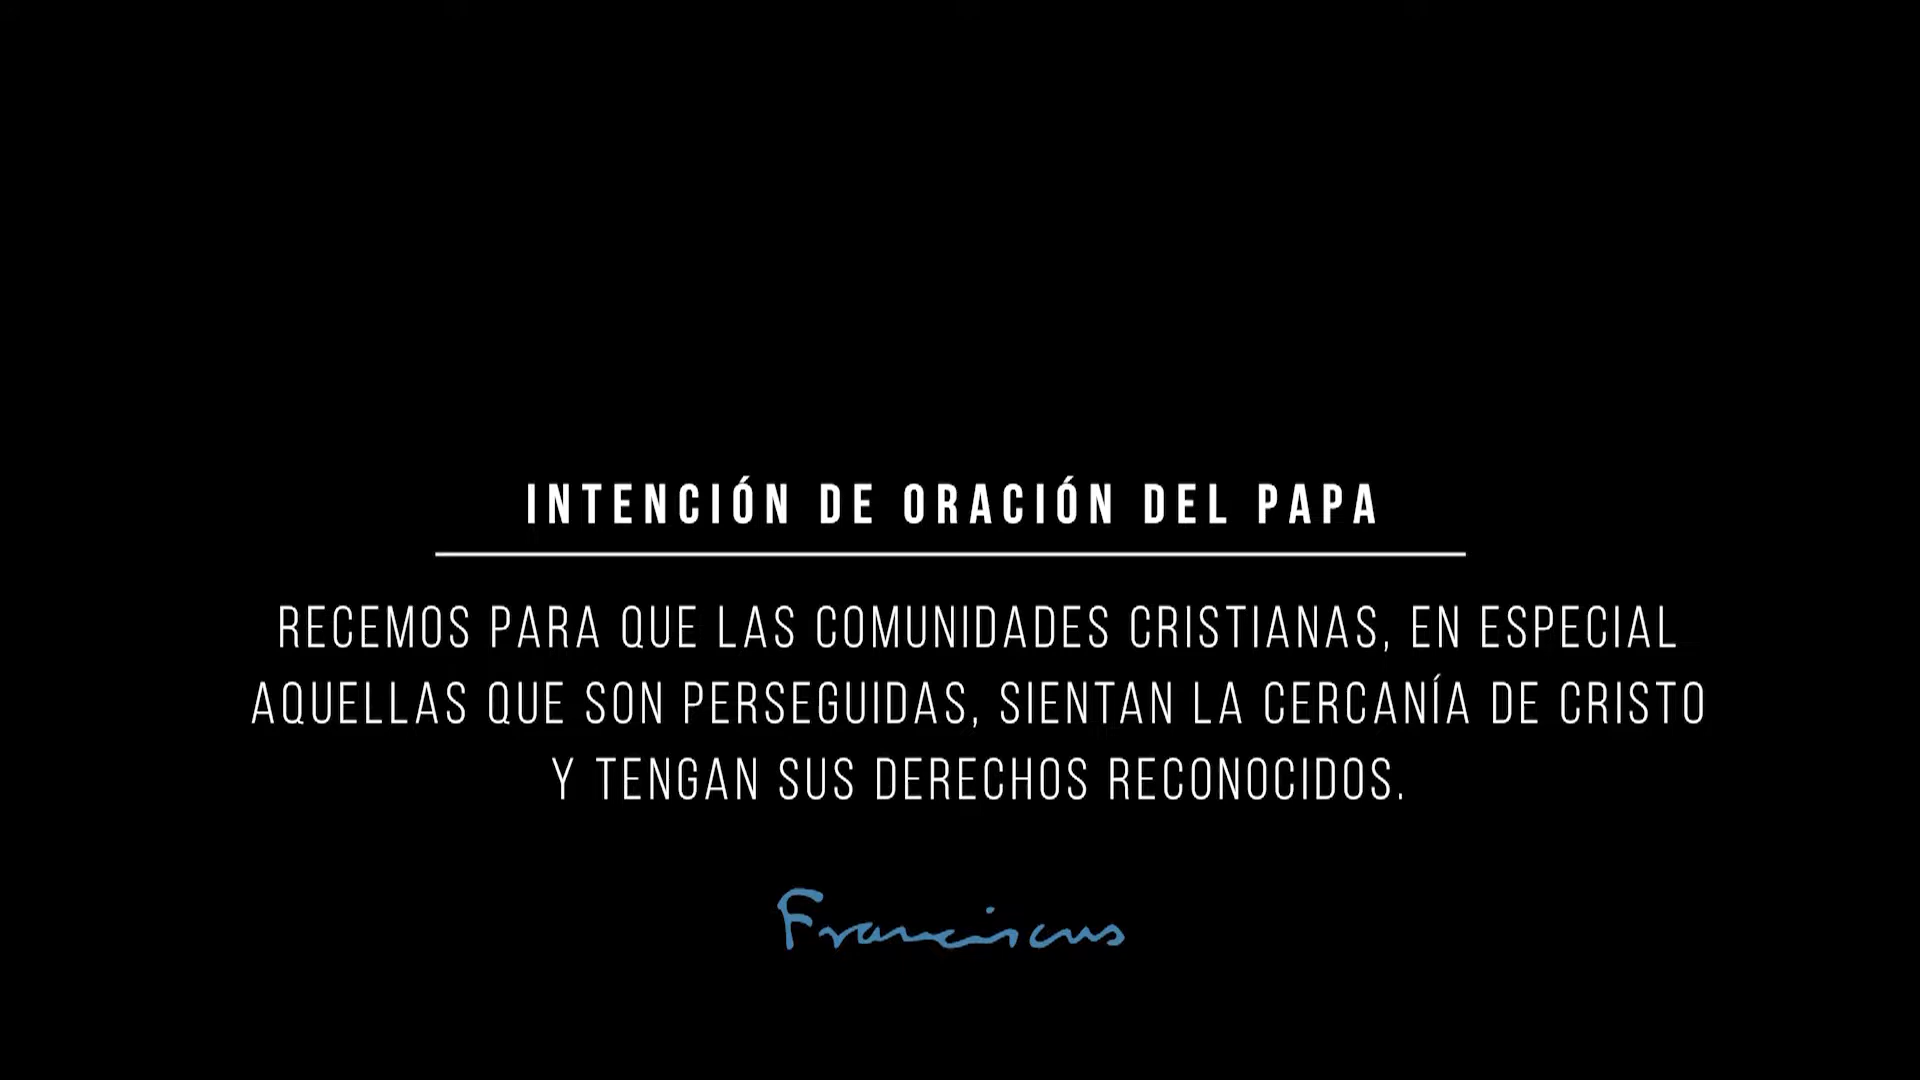 INTENCIÓN DE ORACIÓN DEL PAPA
RECEMOS PARA QUE LAS COMUNIDADES CRISTIANAS, EN ESPECIAL
AQUELLAS QUE SON PERSEGUIDAS, SIENTAN LA CERCANÍA DE CRISTO
Y TENGAN SUS DERECHOS RECONOCIDOS.
Franciscus